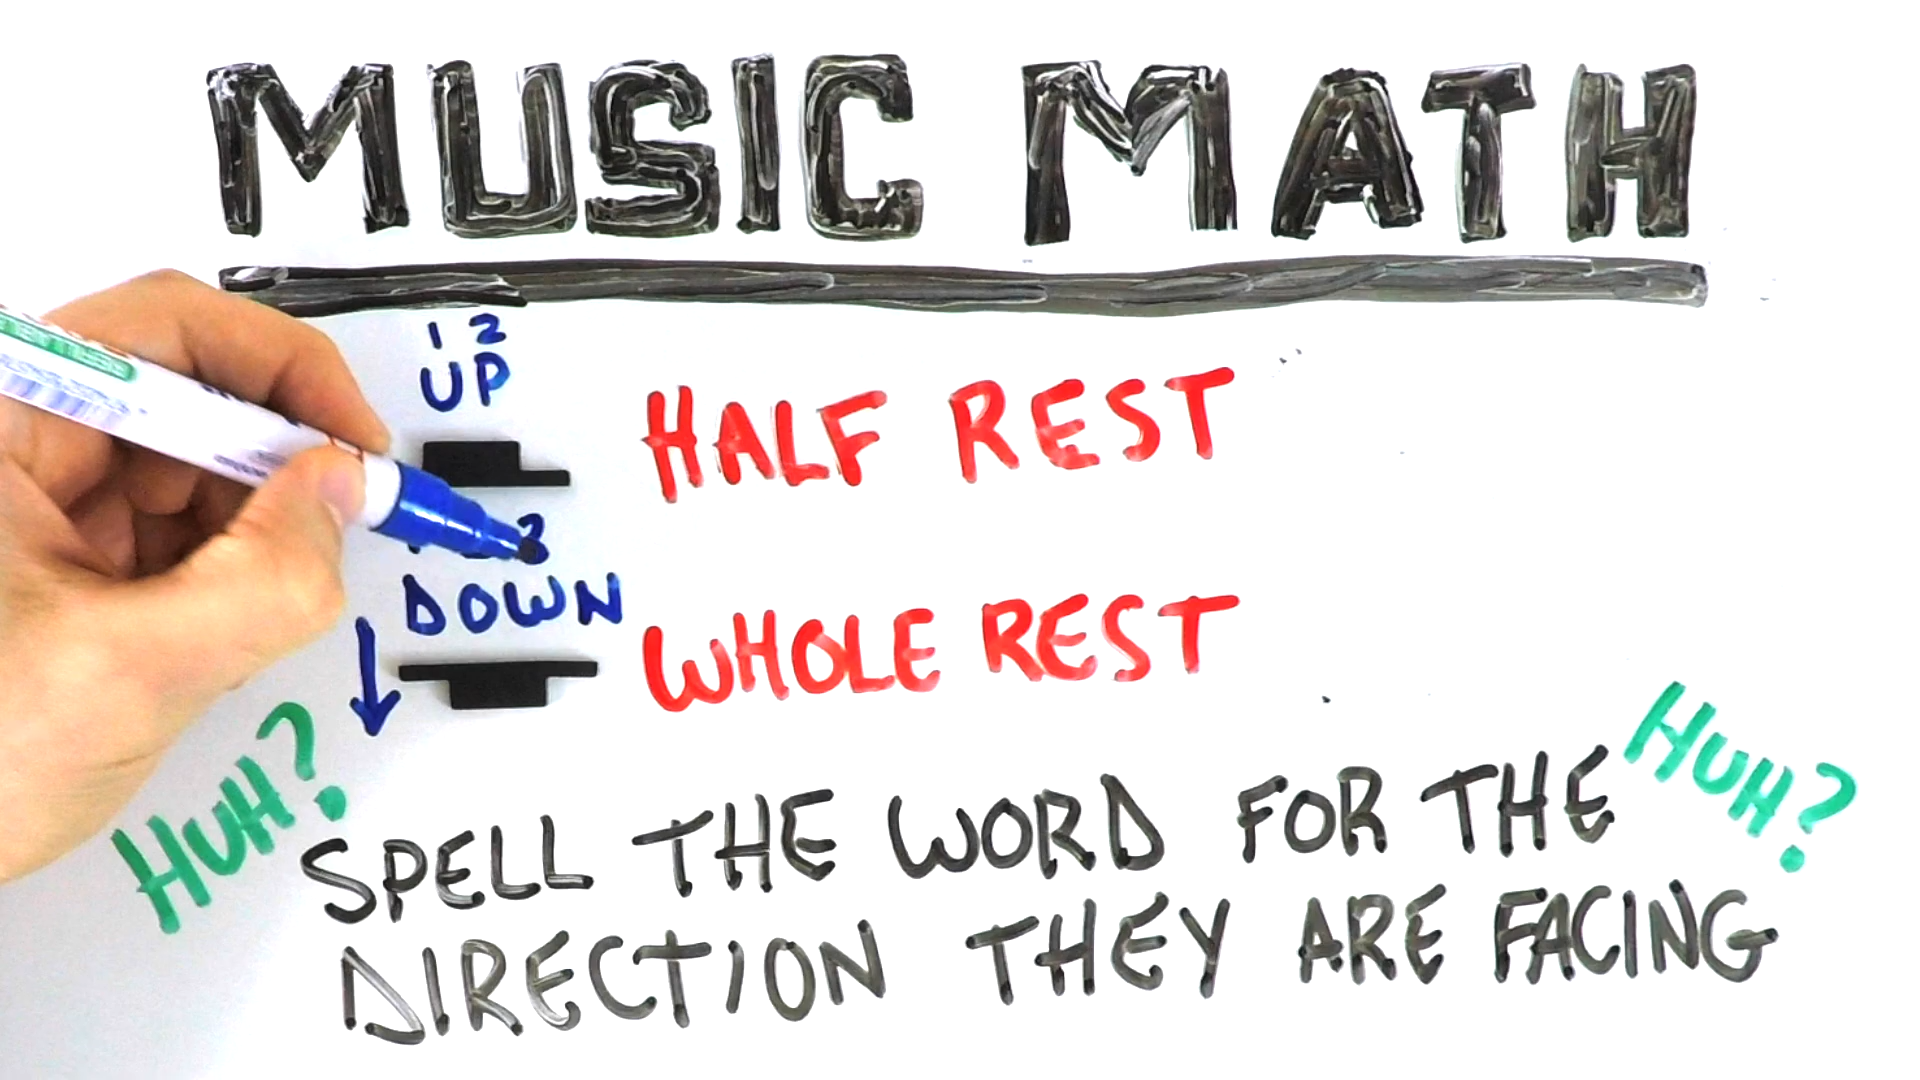 MUSIC MATH
1 2
UP
HALF REST
3
DOWN
WHOLE REST
HUH?
HUH?
SPELL THE WORD FOR THE
DIRECTION THEY ARE FACING